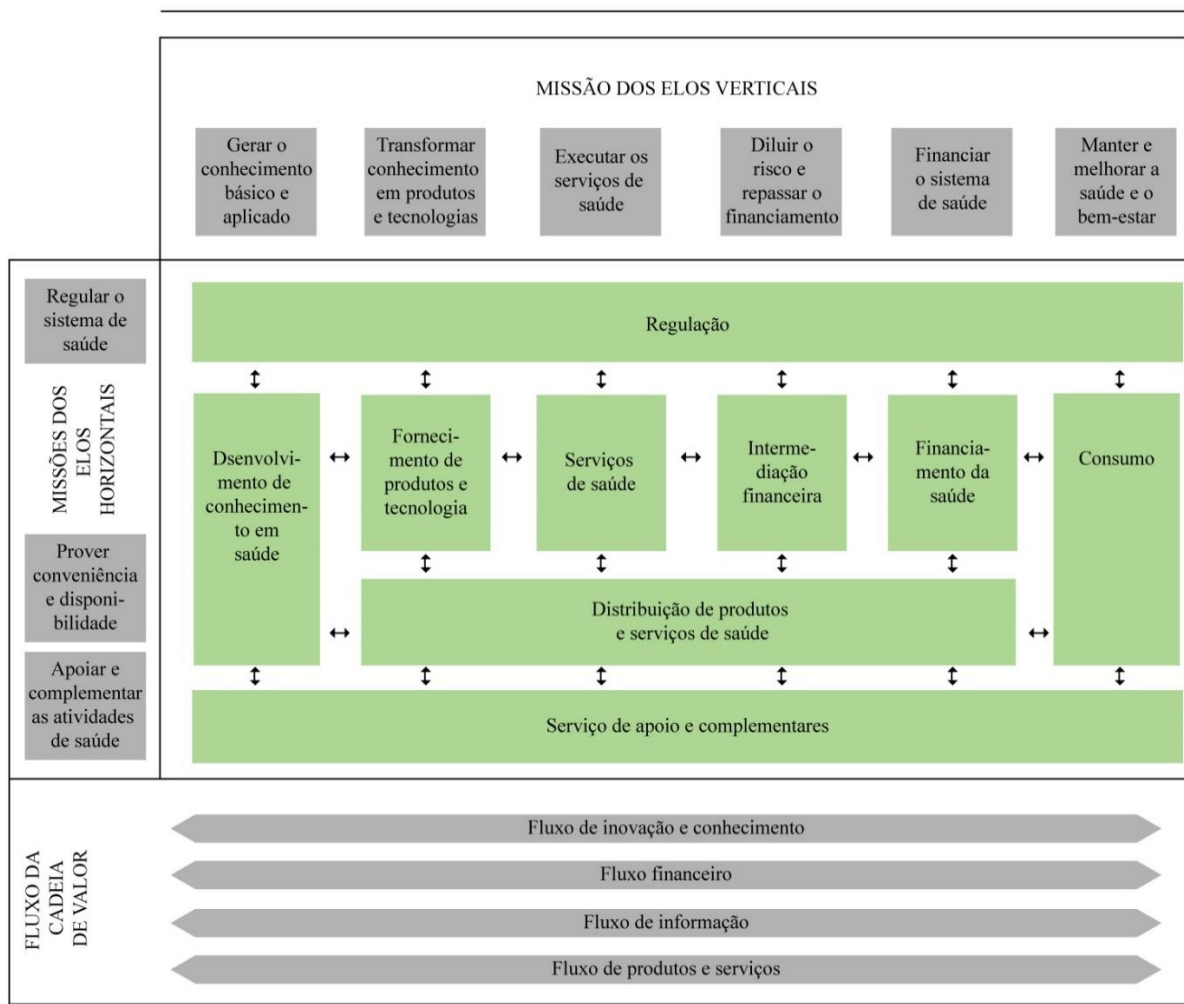 MISSÃO DOS ELOS VERTICAIS
Gerar o
conhecimento
básico e
aplicado
Transformar
conhecimento
em produtos
e tecnologias
Executar os
serviços de
saúde
Diluir o
risco e
repassar o
financiamento
Financiar
o sistema
de saúde
Manter e
melhorar a
saúde e o
bem-estar
Regular o
sistema de
saúde
MISSÕES DOS
ELOS
HORIZONTAIS
Prover
conveniência
e disponi-
bilidade
Apoiar e
complementar
as atividades
de saúde
Regulação
Dsenvolvi-
mento de
conhecimen-
to em
saúde
Forneci-
mento de
produtos e
tecnologia
Serviços
de saúde
Interme-
diação
financeira
Financia-
mento da
saúde
Consumo
Distribuição de produtos
e serviços de saúde
Serviço de apoio e complementares
FLUXO DA
CADEIA
DE VALOR
Fluxo de inovação e conhecimento
Fluxo financeiro
Fluxo de informação
Fluxo de produtos e serviços